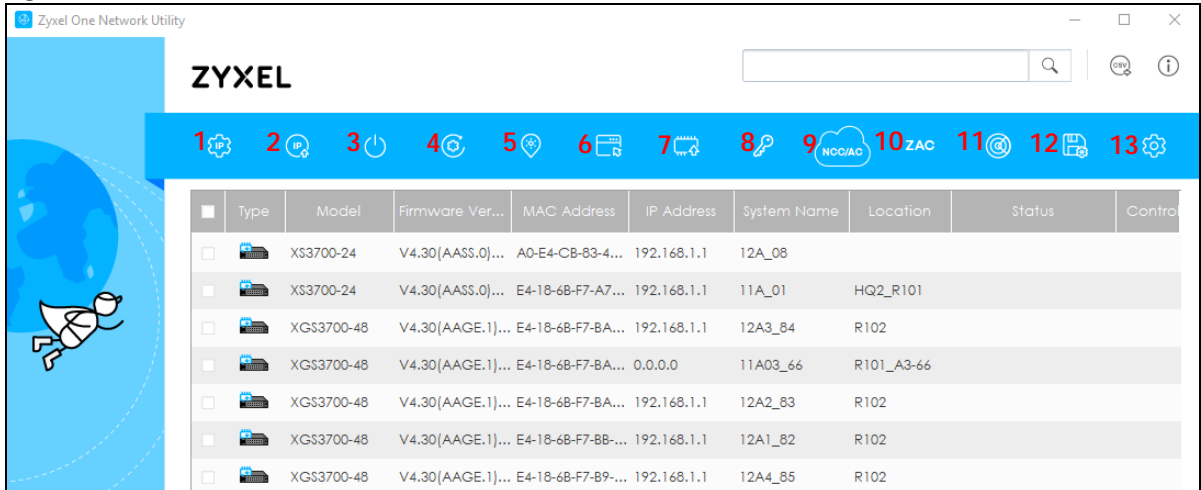 Zyxel One Network Utility
ZYXEL
CSV
1 IP 2 IP 3 4 5 6 7 8 9 NCC/AC 10 ZAC 11 12 13
Type Model Firmware Ver... MAC Address IP Address System Name Location Status Control
XS3700-24 V4.30(AASS.0)... A0-E4-CB-83-4... 192.168.1.1 12A_08
XS3700-24 V4.30(AASS.0)... E4-18-6B-F7-A7... 192.168.1.1 11A_01 HQ2_R101
XGS3700-48 V4.30(AAGE.1)... E4-18-6B-F7-BA... 192.168.1.1 12A3_84 R102
XGS3700-48 V4.30(AAGE.1)... E4-18-6B-F7-BA... 0.0.0.0 11A03_66 R101_A3-66
XGS3700-48 V4.30(AAGE.1)... E4-18-6B-F7-BA... 192.168.1.1 12A2_83 R102
XGS3700-48 V4.30(AAGE.1)... E4-18-6B-F7-BB-... 192.168.1.1 12A1_82 R102
XGS3700-48 V4.30(AAGE.1)... E4-18-6B-F7-B9-... 192.168.1.1 12A4_85 R102